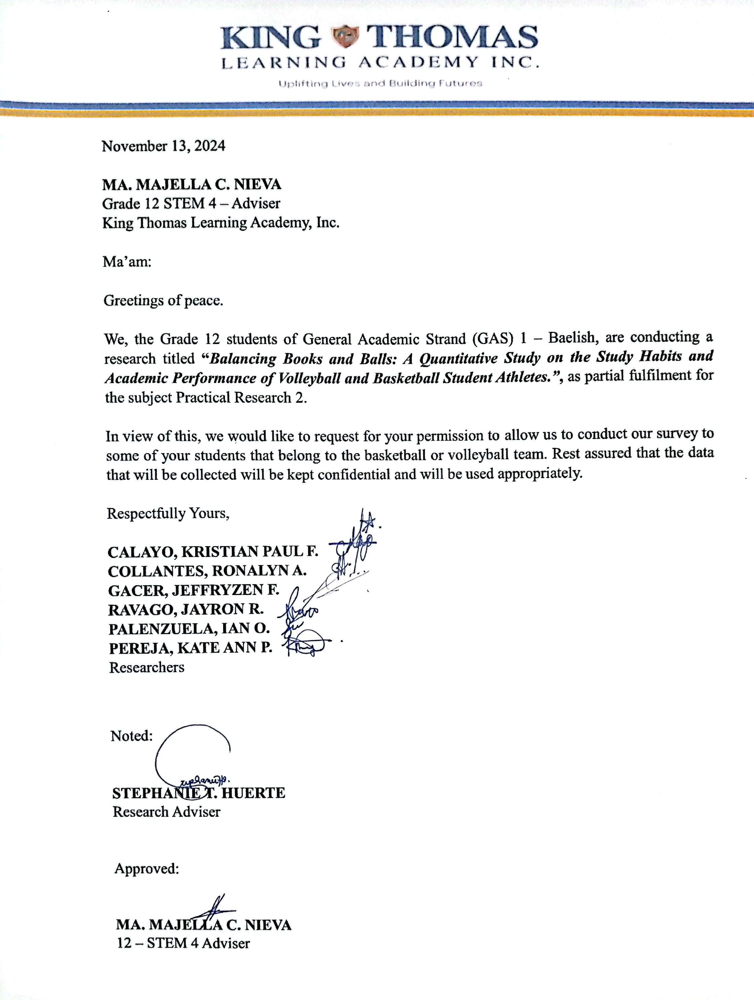 KING THOMAS
LEARNING ACADEMY INC.
Uplifting Lives and Building Futures
November 13, 2024
MA. MAJELLA C. NIEVA
Grade 12 STEM 4 – Adviser
King Thomas Learning Academy, Inc.
Ma’am:
Greetings of peace.
We, the Grade 12 students of General Academic Strand (GAS) 1 – Baelish, are conducting a
research titled “Balancing Books and Balls: A Quantitative Study on the Study Habits and
Academic Performance of Volleyball and Basketball Student Athletes.”, as partial fulfilment for
the subject Practical Research 2.
In view of this, we would like to request for your permission to allow us to conduct our survey to
some of your students that belong to the basketball or volleyball team. Rest assured that the data
that will be collected will be kept confidential and will be used appropriately.
Respectfully Yours,
CALAYO, KRISTIAN PAUL F.
COLLANTES, RONALYN A.
GACER, JEFFRYZEN F.
RAVAGO, JAYRON R.
PALENZUELA, IAN O.
PEREJA, KATE ANN P.
Researchers
Noted:
STEPHANIE T. HUERTE
Research Adviser
Approved:
MA. MAJELLA C. NIEVA
12 – STEM 4 Adviser